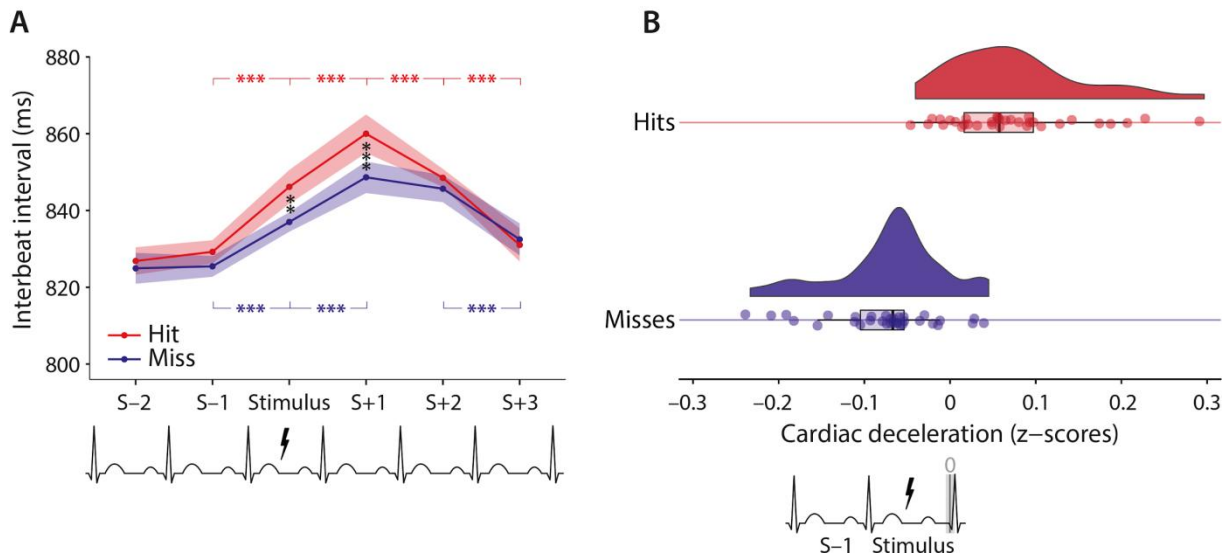 A
Interbeat interval (ms)
880
860
840
820
800
***
***
***
***
**
***
***
***
***
Hit
Miss
S−2
S−1
Stimulus
S+1
S+2
S+3
B
Hits
Misses
−0.3
−0.2
−0.1
0
0.1
0.2
0.3
Cardiac deceleration (z−scores)
0
S−1
Stimulus